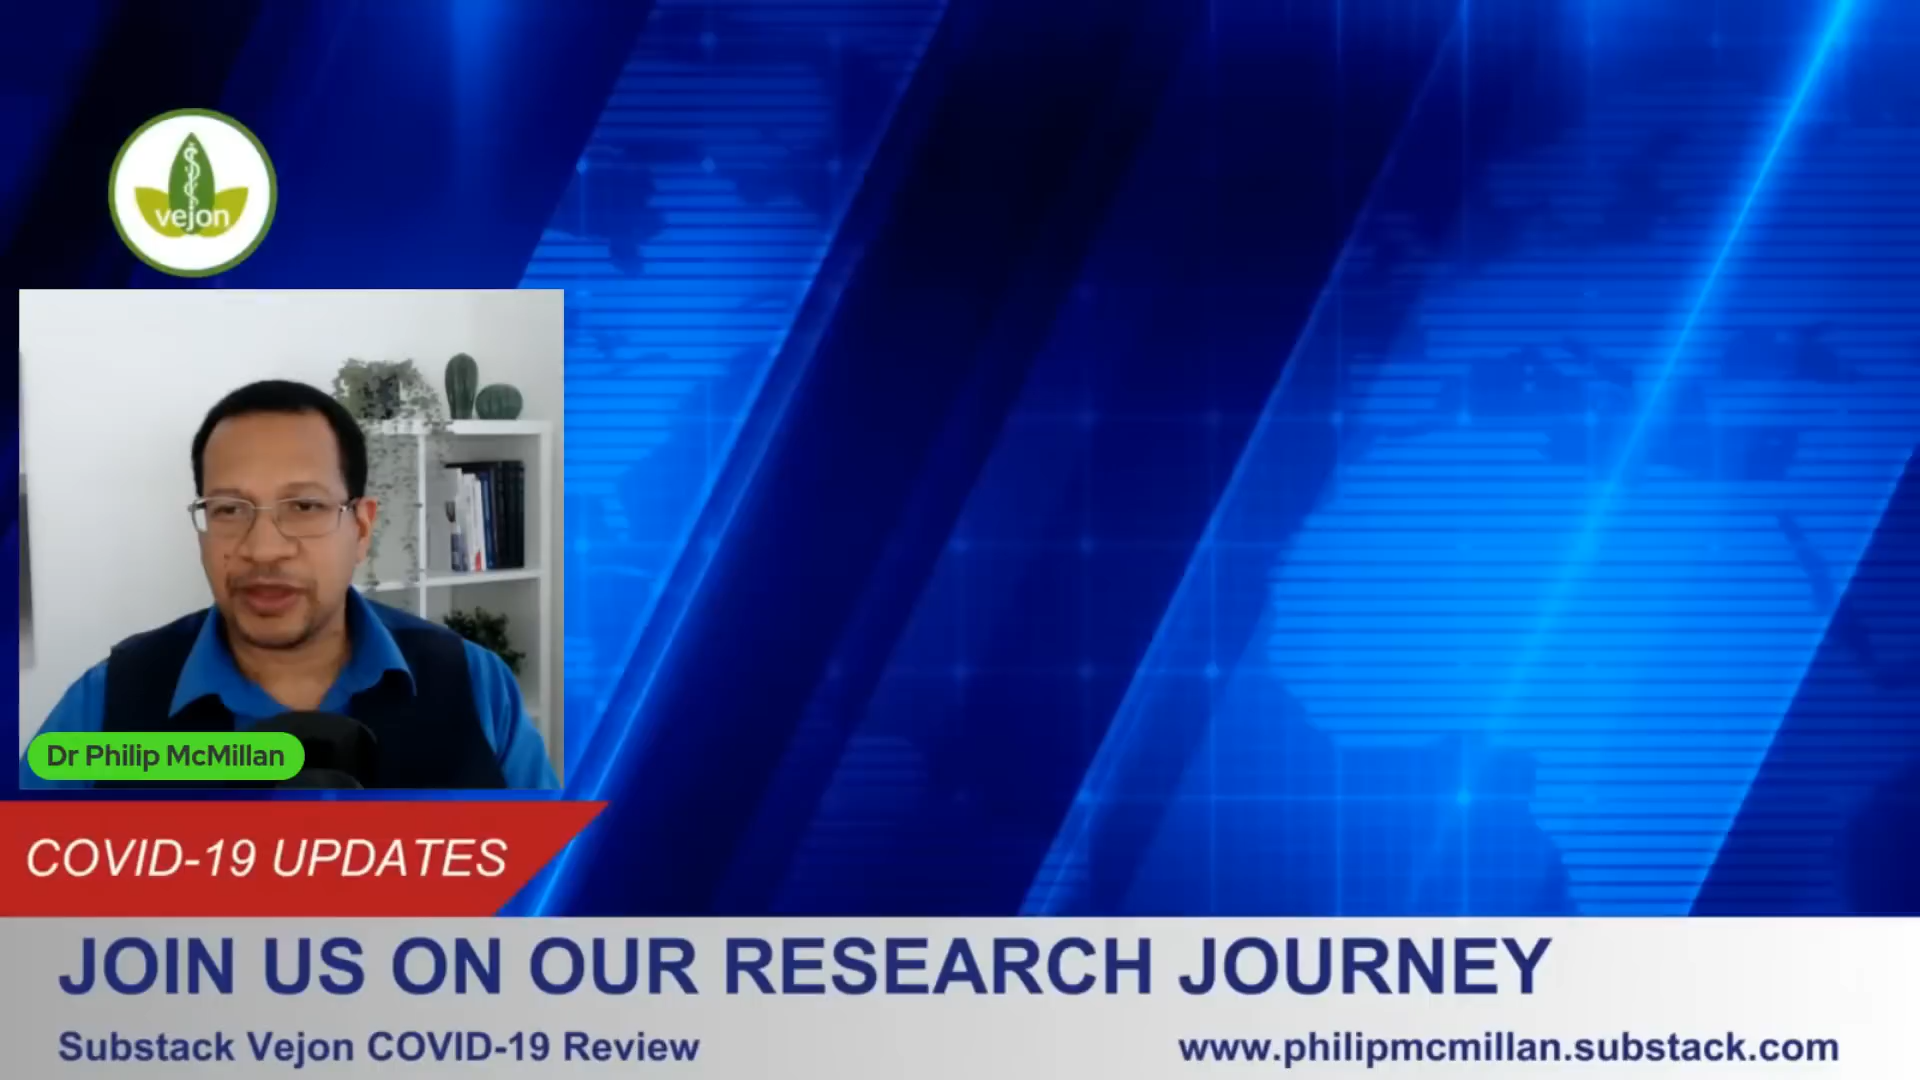 vejon
Dr Philip McMillan
COVID-19 UPDATES
JOIN US ON OUR RESEARCH JOURNEY
Substack Vejon COVID-19 Review
www.philipmcmillan.substack.com